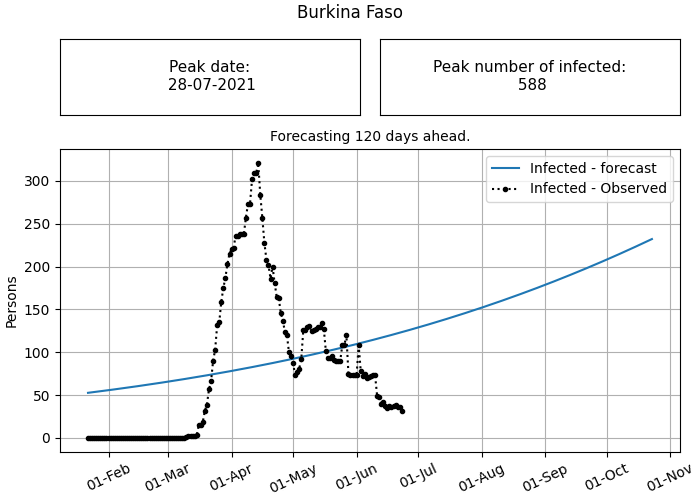 Burkina Faso
Peak date:
28-07-2021
Peak number of infected:
588
Forecasting 120 days ahead.
Infected - forecast
Infected - Observed
Persons
300
250
200
150
100
50
0
01-Feb
01-Mar
01-Apr
01-May
01-Jun
01-Jul
01-Aug
01-Sep
01-Oct
01-Nov